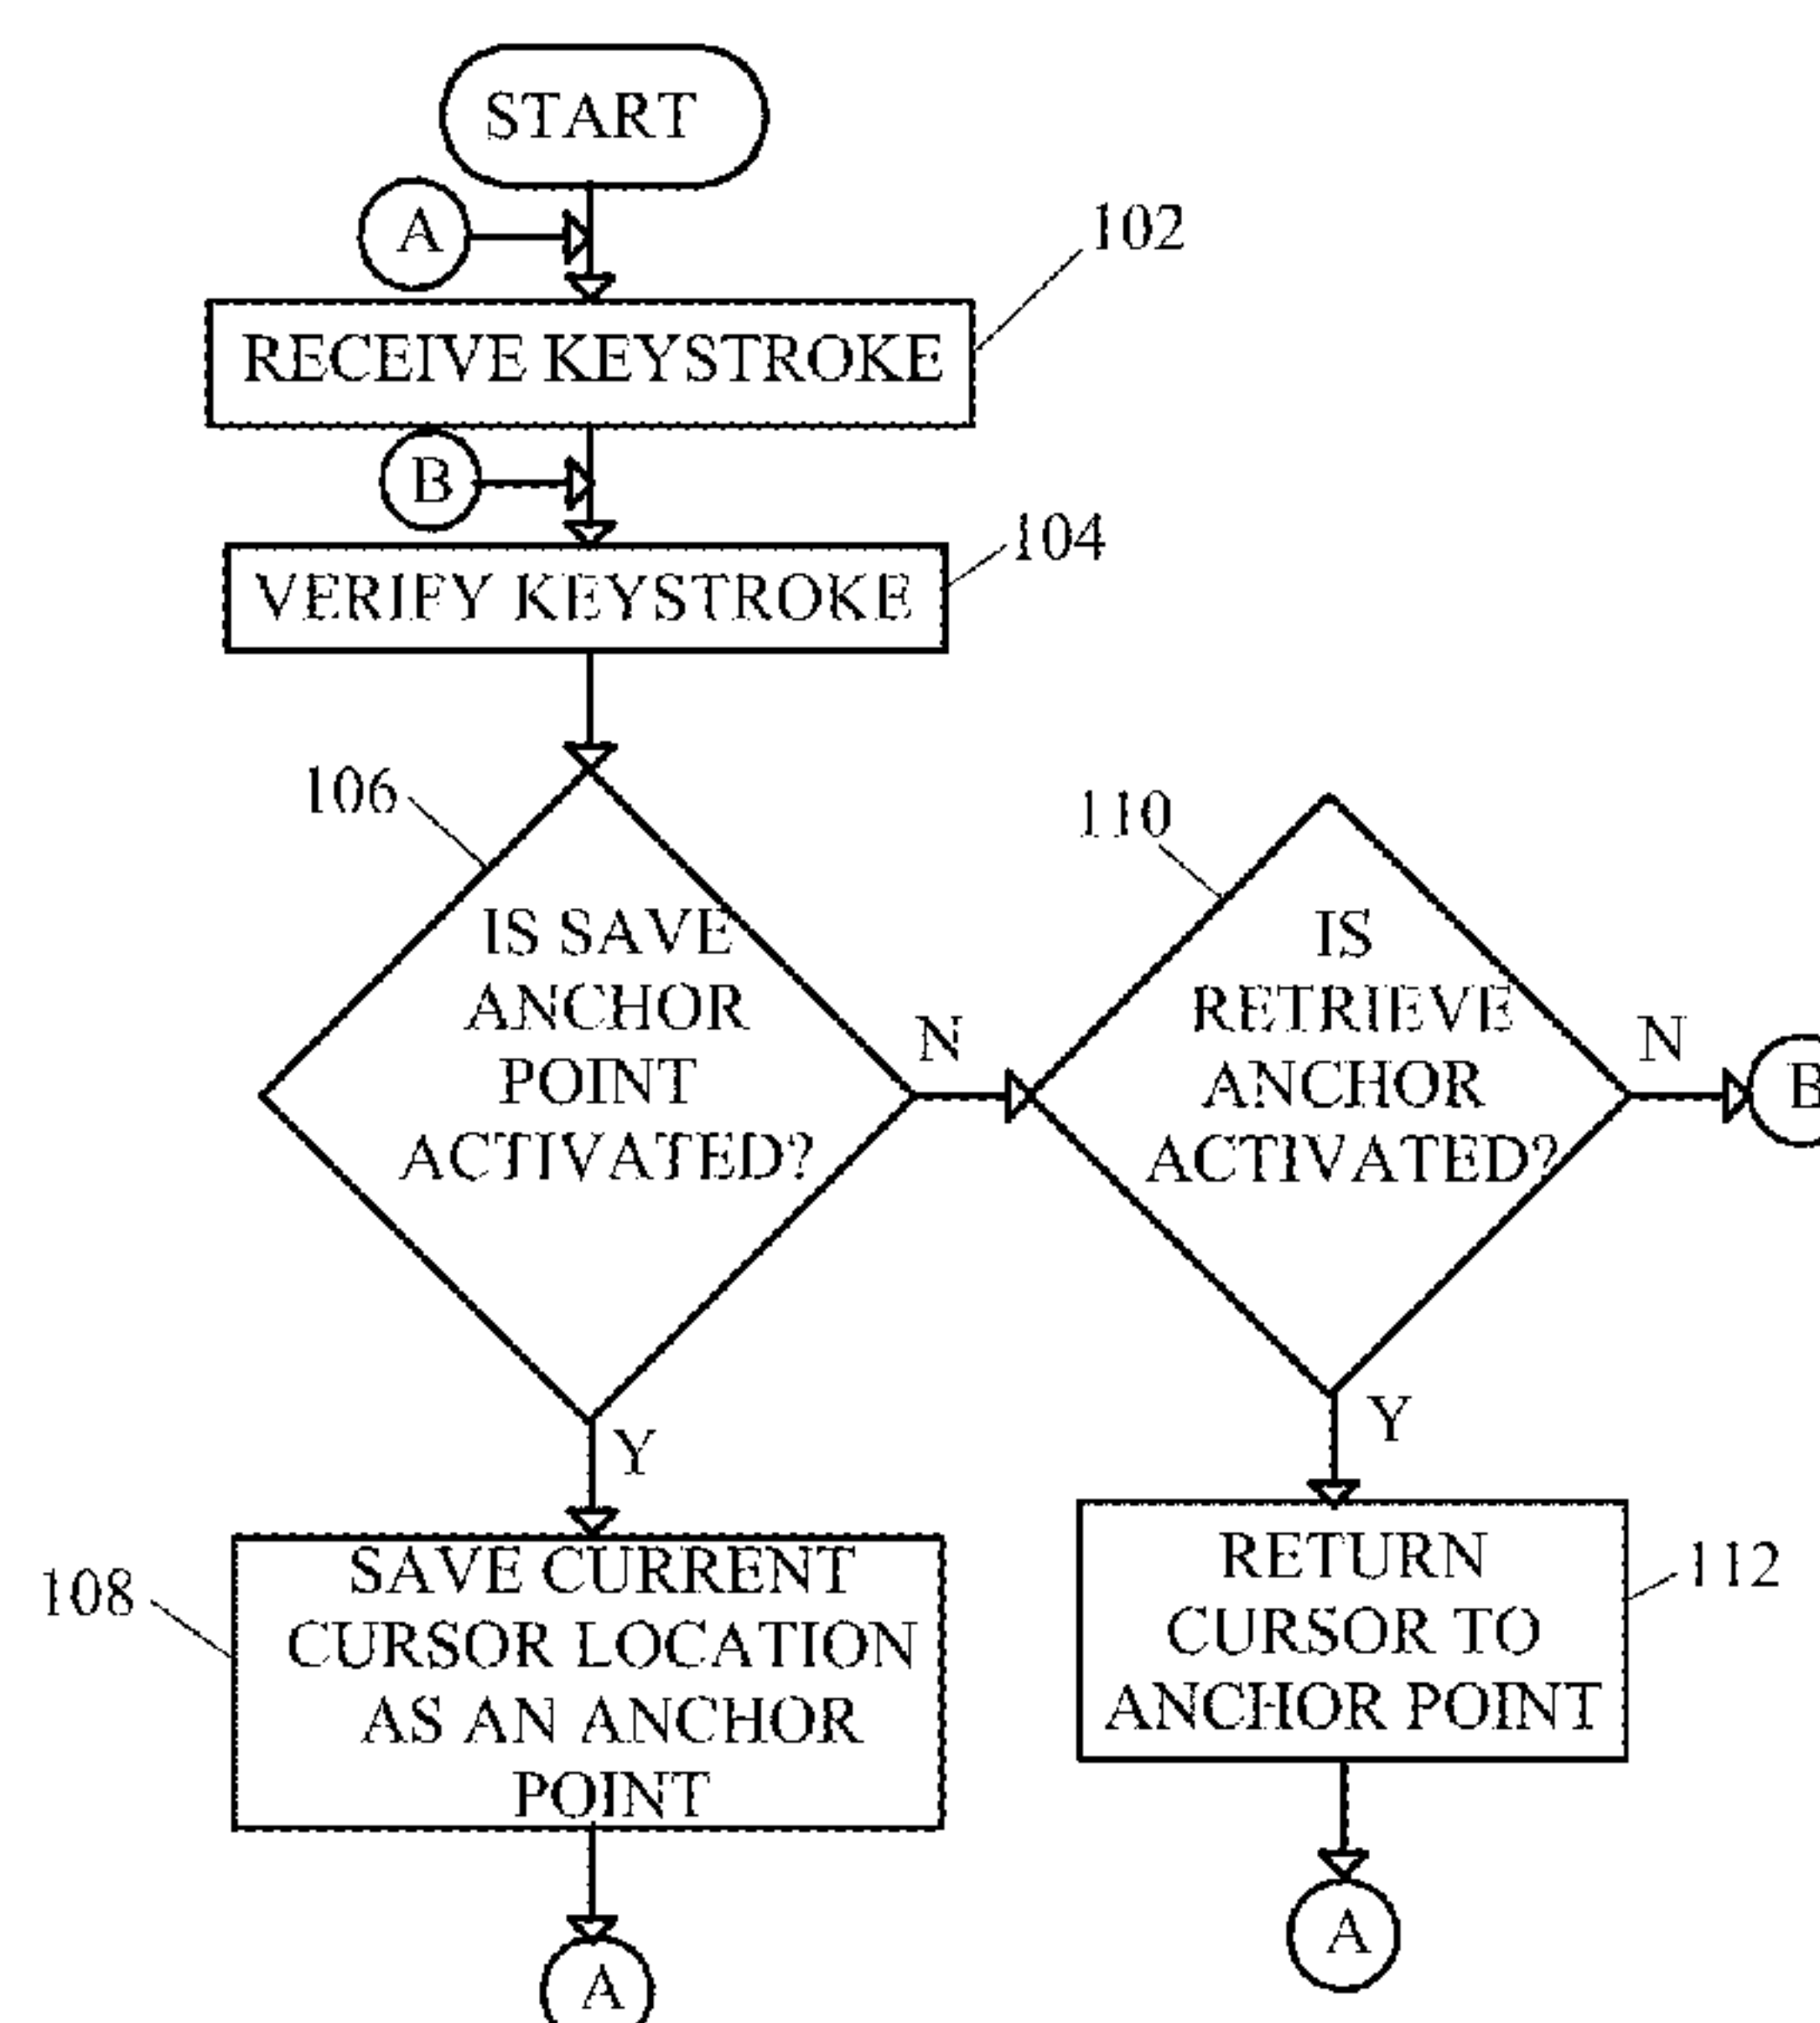 START
A
102
RECEIVE KEYSTROKE
B
104
VERIFY KEYSTROKE
106
IS SAVE
ANCHOR
POINT
ACTIVATED?
N
110
IS
RETRIEVE
ANCHOR
ACTIVATED?
N
B
Y
Y
108
SAVE CURRENT
CURSOR LOCATION
AS AN ANCHOR
POINT
RETURN
CURSOR TO
ANCHOR POINT
112
A
A